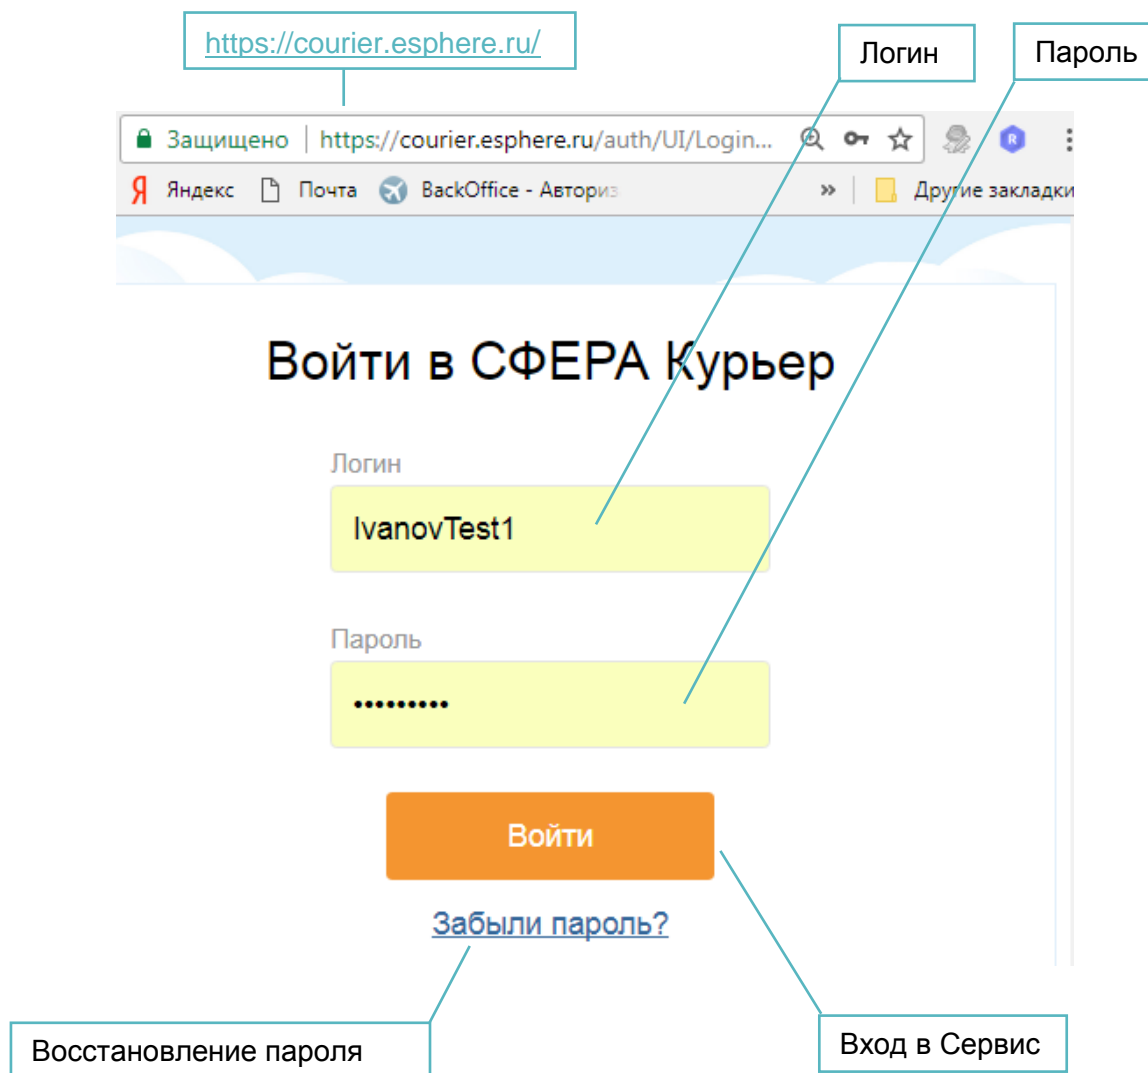 https://courier.esphere.ru/
Логин
Пароль
Защищено | https://courier.esphere.ru/auth/UI/Login...
Яндекс Почта BackOffice - Авториз » Другие закладки
Войти в СФЕРА Курьер
Логин
IvanovTest1
Пароль
•••••••••
Войти
Забыли пароль?
Восстановление пароля
Вход в Сервис